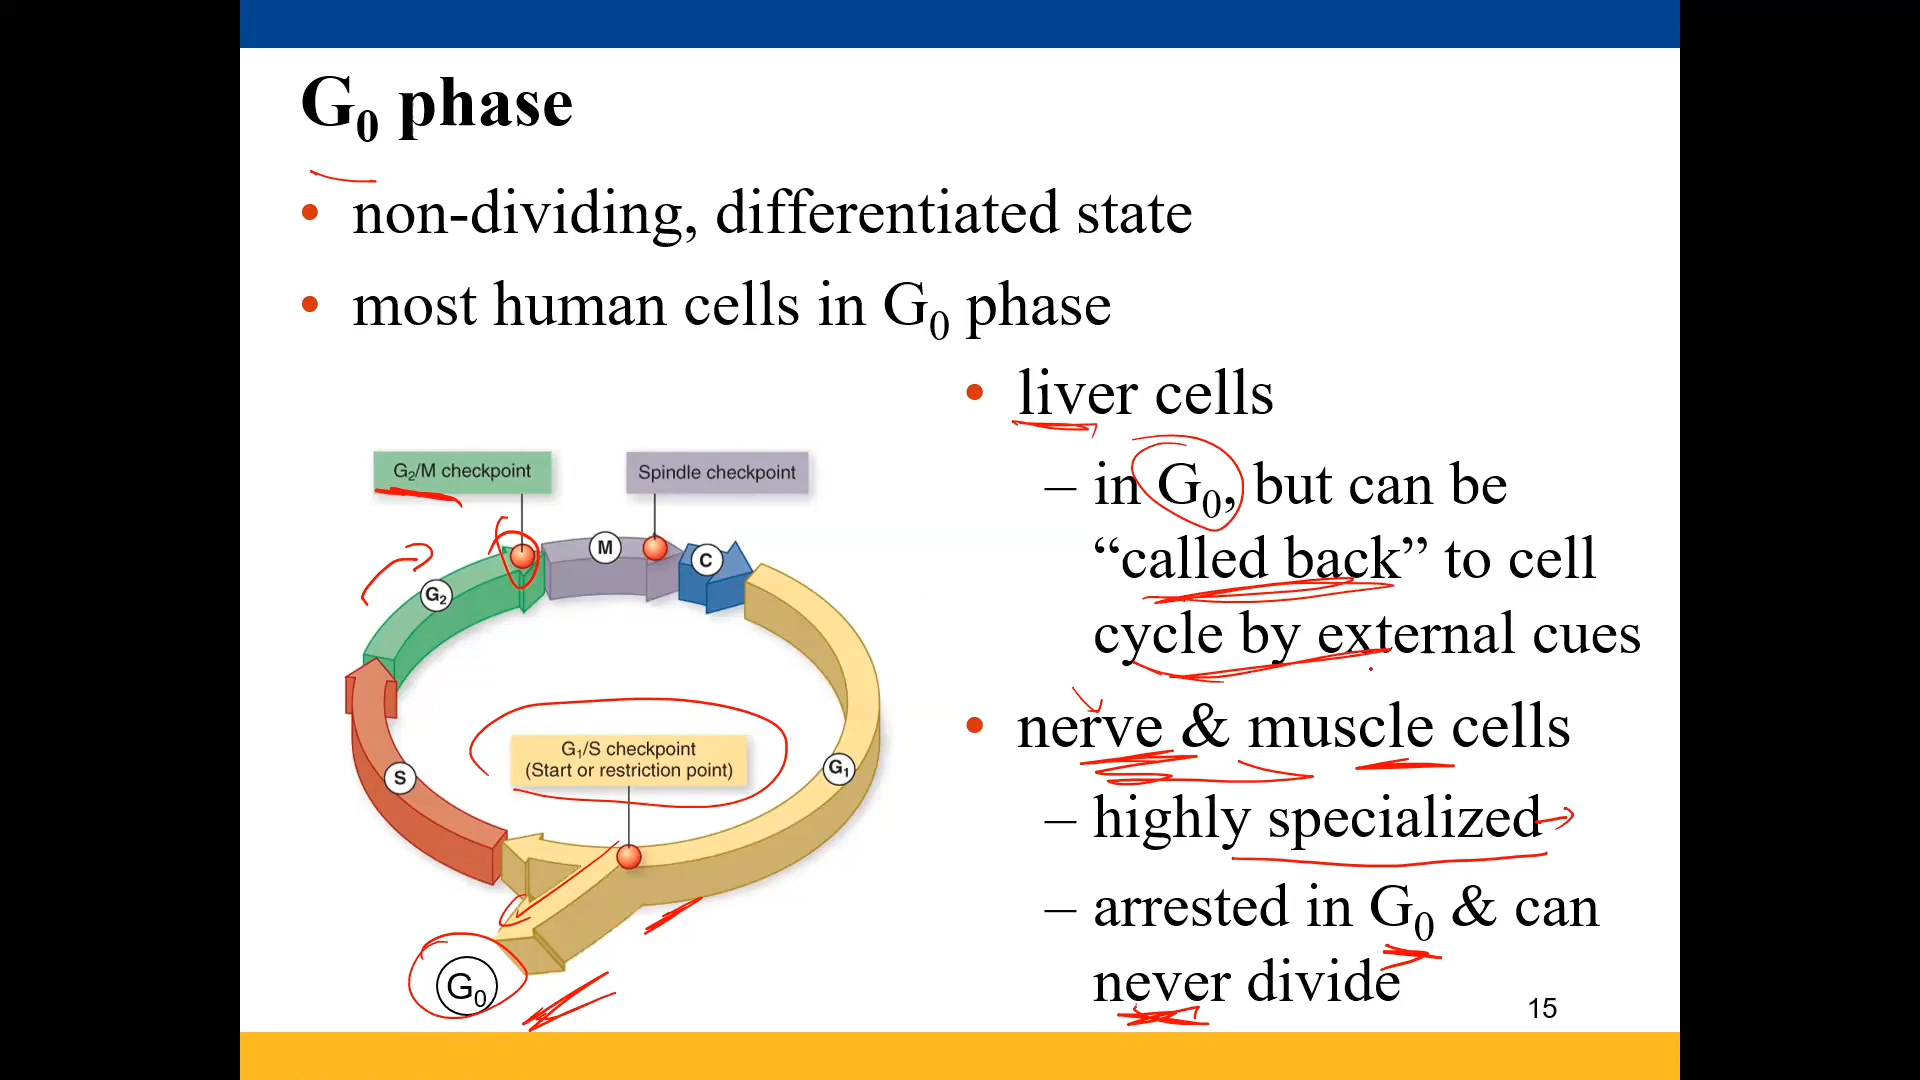 G₀ phase
• non-dividing, differentiated state
• most human cells in G₀ phase
• liver cells
– in G₀, but can be
“called back” to cell
cycle by external cues
• nerve & muscle cells
– highly specialized
– arrested in G₀ & can
never divide
G₂/M checkpoint
Spindle checkpoint
M
C
G₂
G₁/S checkpoint
(Start or restriction point)
G₁
S
G₀
15